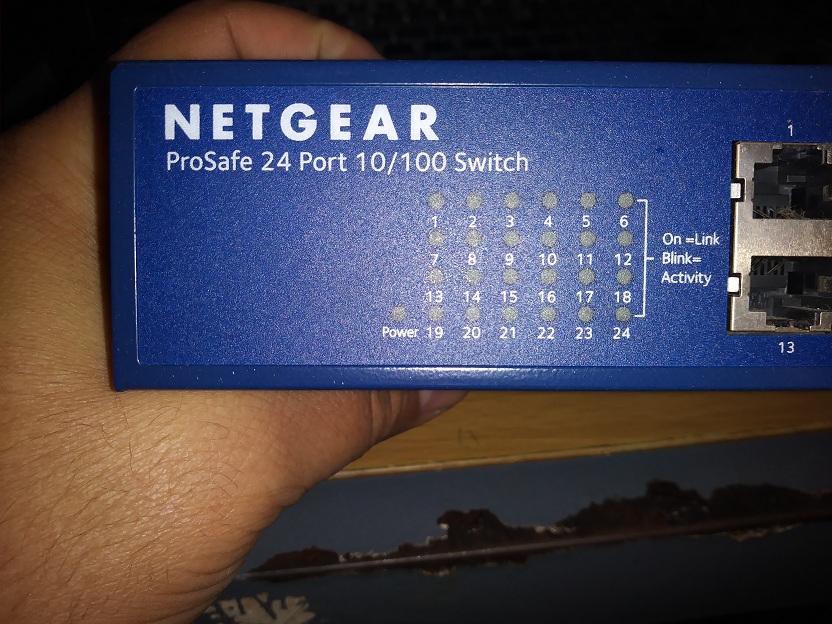 NETGEAR
ProSafe 24 Port 10/100 Switch
1
1 2 3 4 5 6
7 8 9 10 11 12
13 14 15 16 17 18
Power 19 20 21 22 23 24
On =Link
Blink=
Activity
13